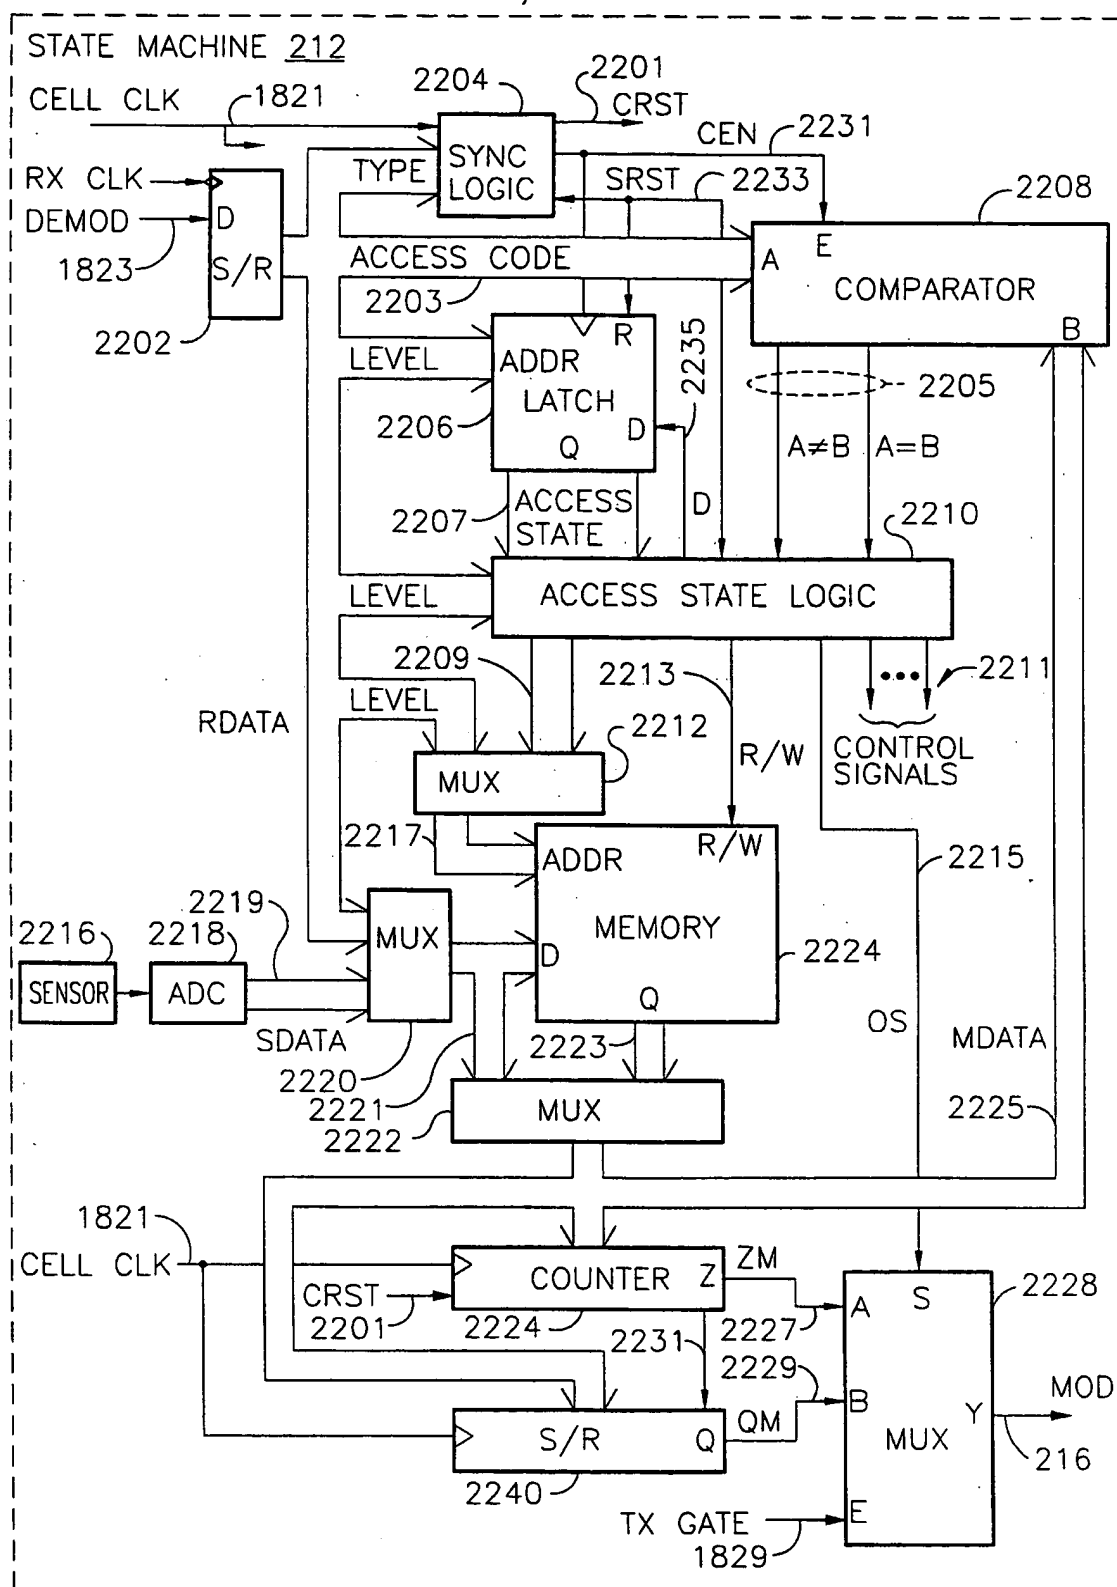 STATE MACHINE 212
2204
2201
CRST
CELL CLK
1821
CEN
2231
TYPE
SYNC
LOGIC
SRST
2233
RX CLK
DEMOD
D
S/R
1823
2202
2208
E
A
COMPARATOR
B
ACCESS CODE
2203
R
ADDR
LATCH
D
Q
LEVEL
2206
2235
2205
A≠B
A=B
2207
ACCESS
STATE
D
2210
ACCESS STATE LOGIC
LEVEL
2209
2213
2211
LEVEL
2212
RDATA
MUX
R/W
CONTROL
SIGNALS
2217
ADDR
R/W
2215
2219
2216
2218
MUX
MEMORY
D
2224
SENSOR
ADC
Q
SDATA
2223
OS
MDATA
2220
2221
2222
MUX
2225
1821
CELL CLK
COUNTER
Z
ZM
CRST
2201
2224
2231
2227
S
A
2228
2229
B
MOD
S/R
Q
QM
Y
MUX
216
2240
TX GATE
E
1829